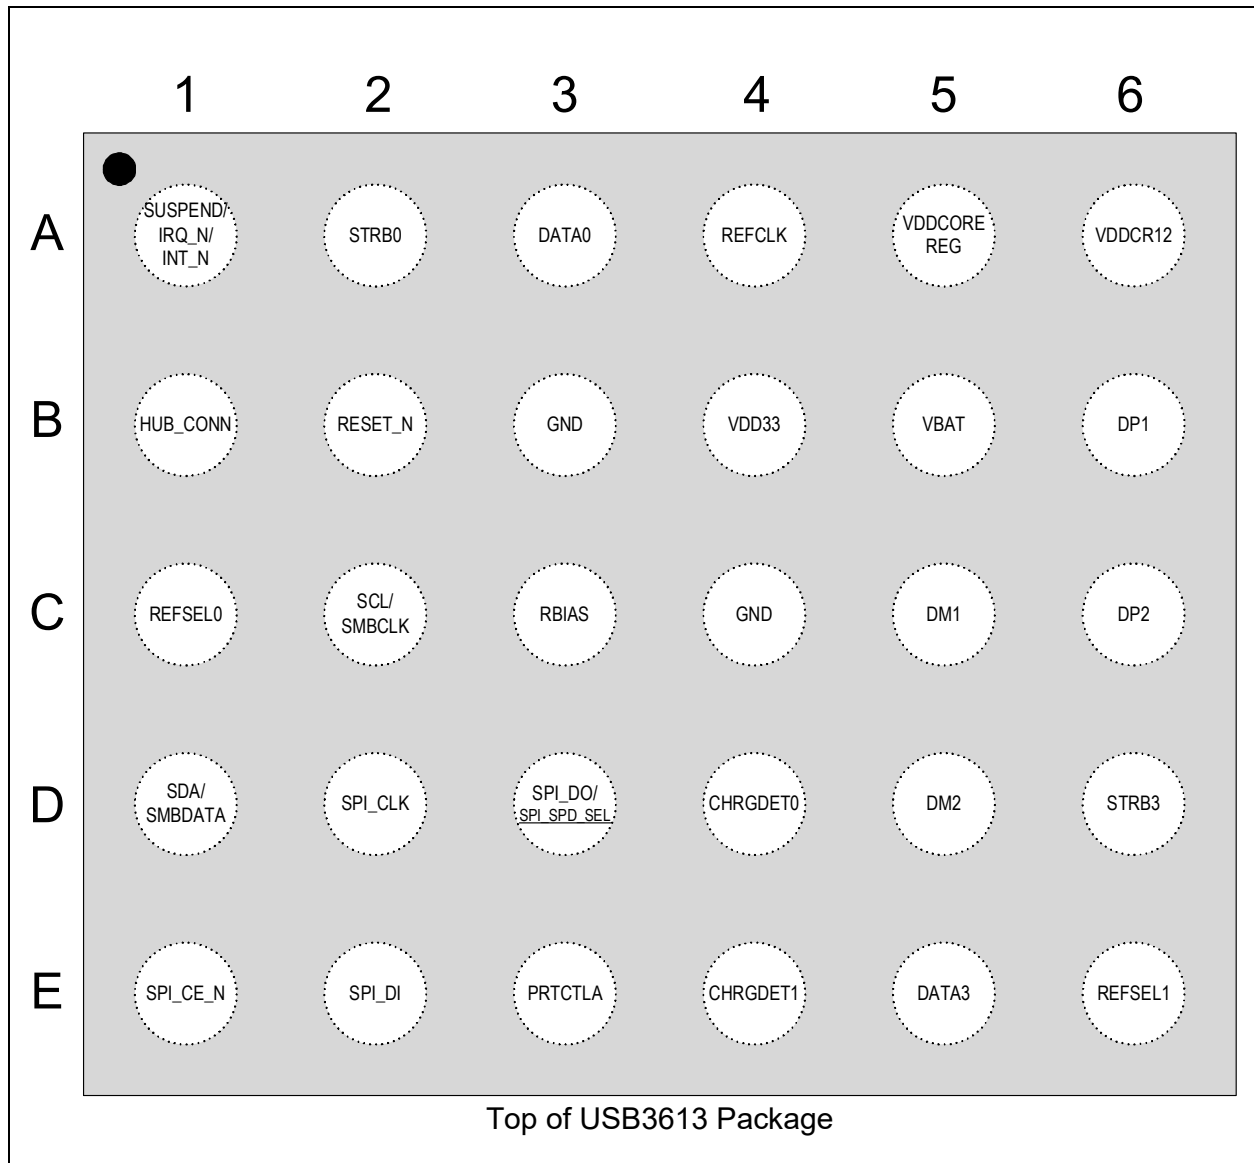 1 2 3 4 5 6
A
SUSPEND/
IRQ_N/
INT_N
STRB0
DATA0
REFCLK
VDDCORE
REG
VDDCR12
B
HUB_CONN
RESET_N
GND
VDD33
VBAT
DP1
C
REFSEL0
SCL/
SMBCLK
RBIAS
GND
DM1
DP2
D
SDA/
SMBDATA
SPI_CLK
SPI_DO/
SPI_SPD_SEL
CHRGDET0
DM2
STRB3
E
SPI_CE_N
SPI_DI
PRTCTLA
CHRGDET1
DATA3
REFSEL1
Top of USB3613 Package